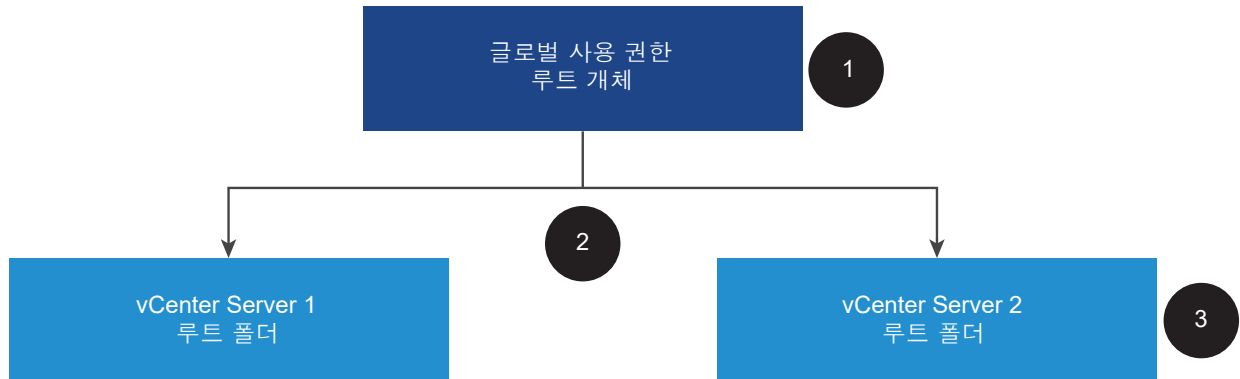 글로벌 사용 권한
루트 개체
1
2
vCenter Server 1
루트 폴더
vCenter Server 2
루트 폴더
3